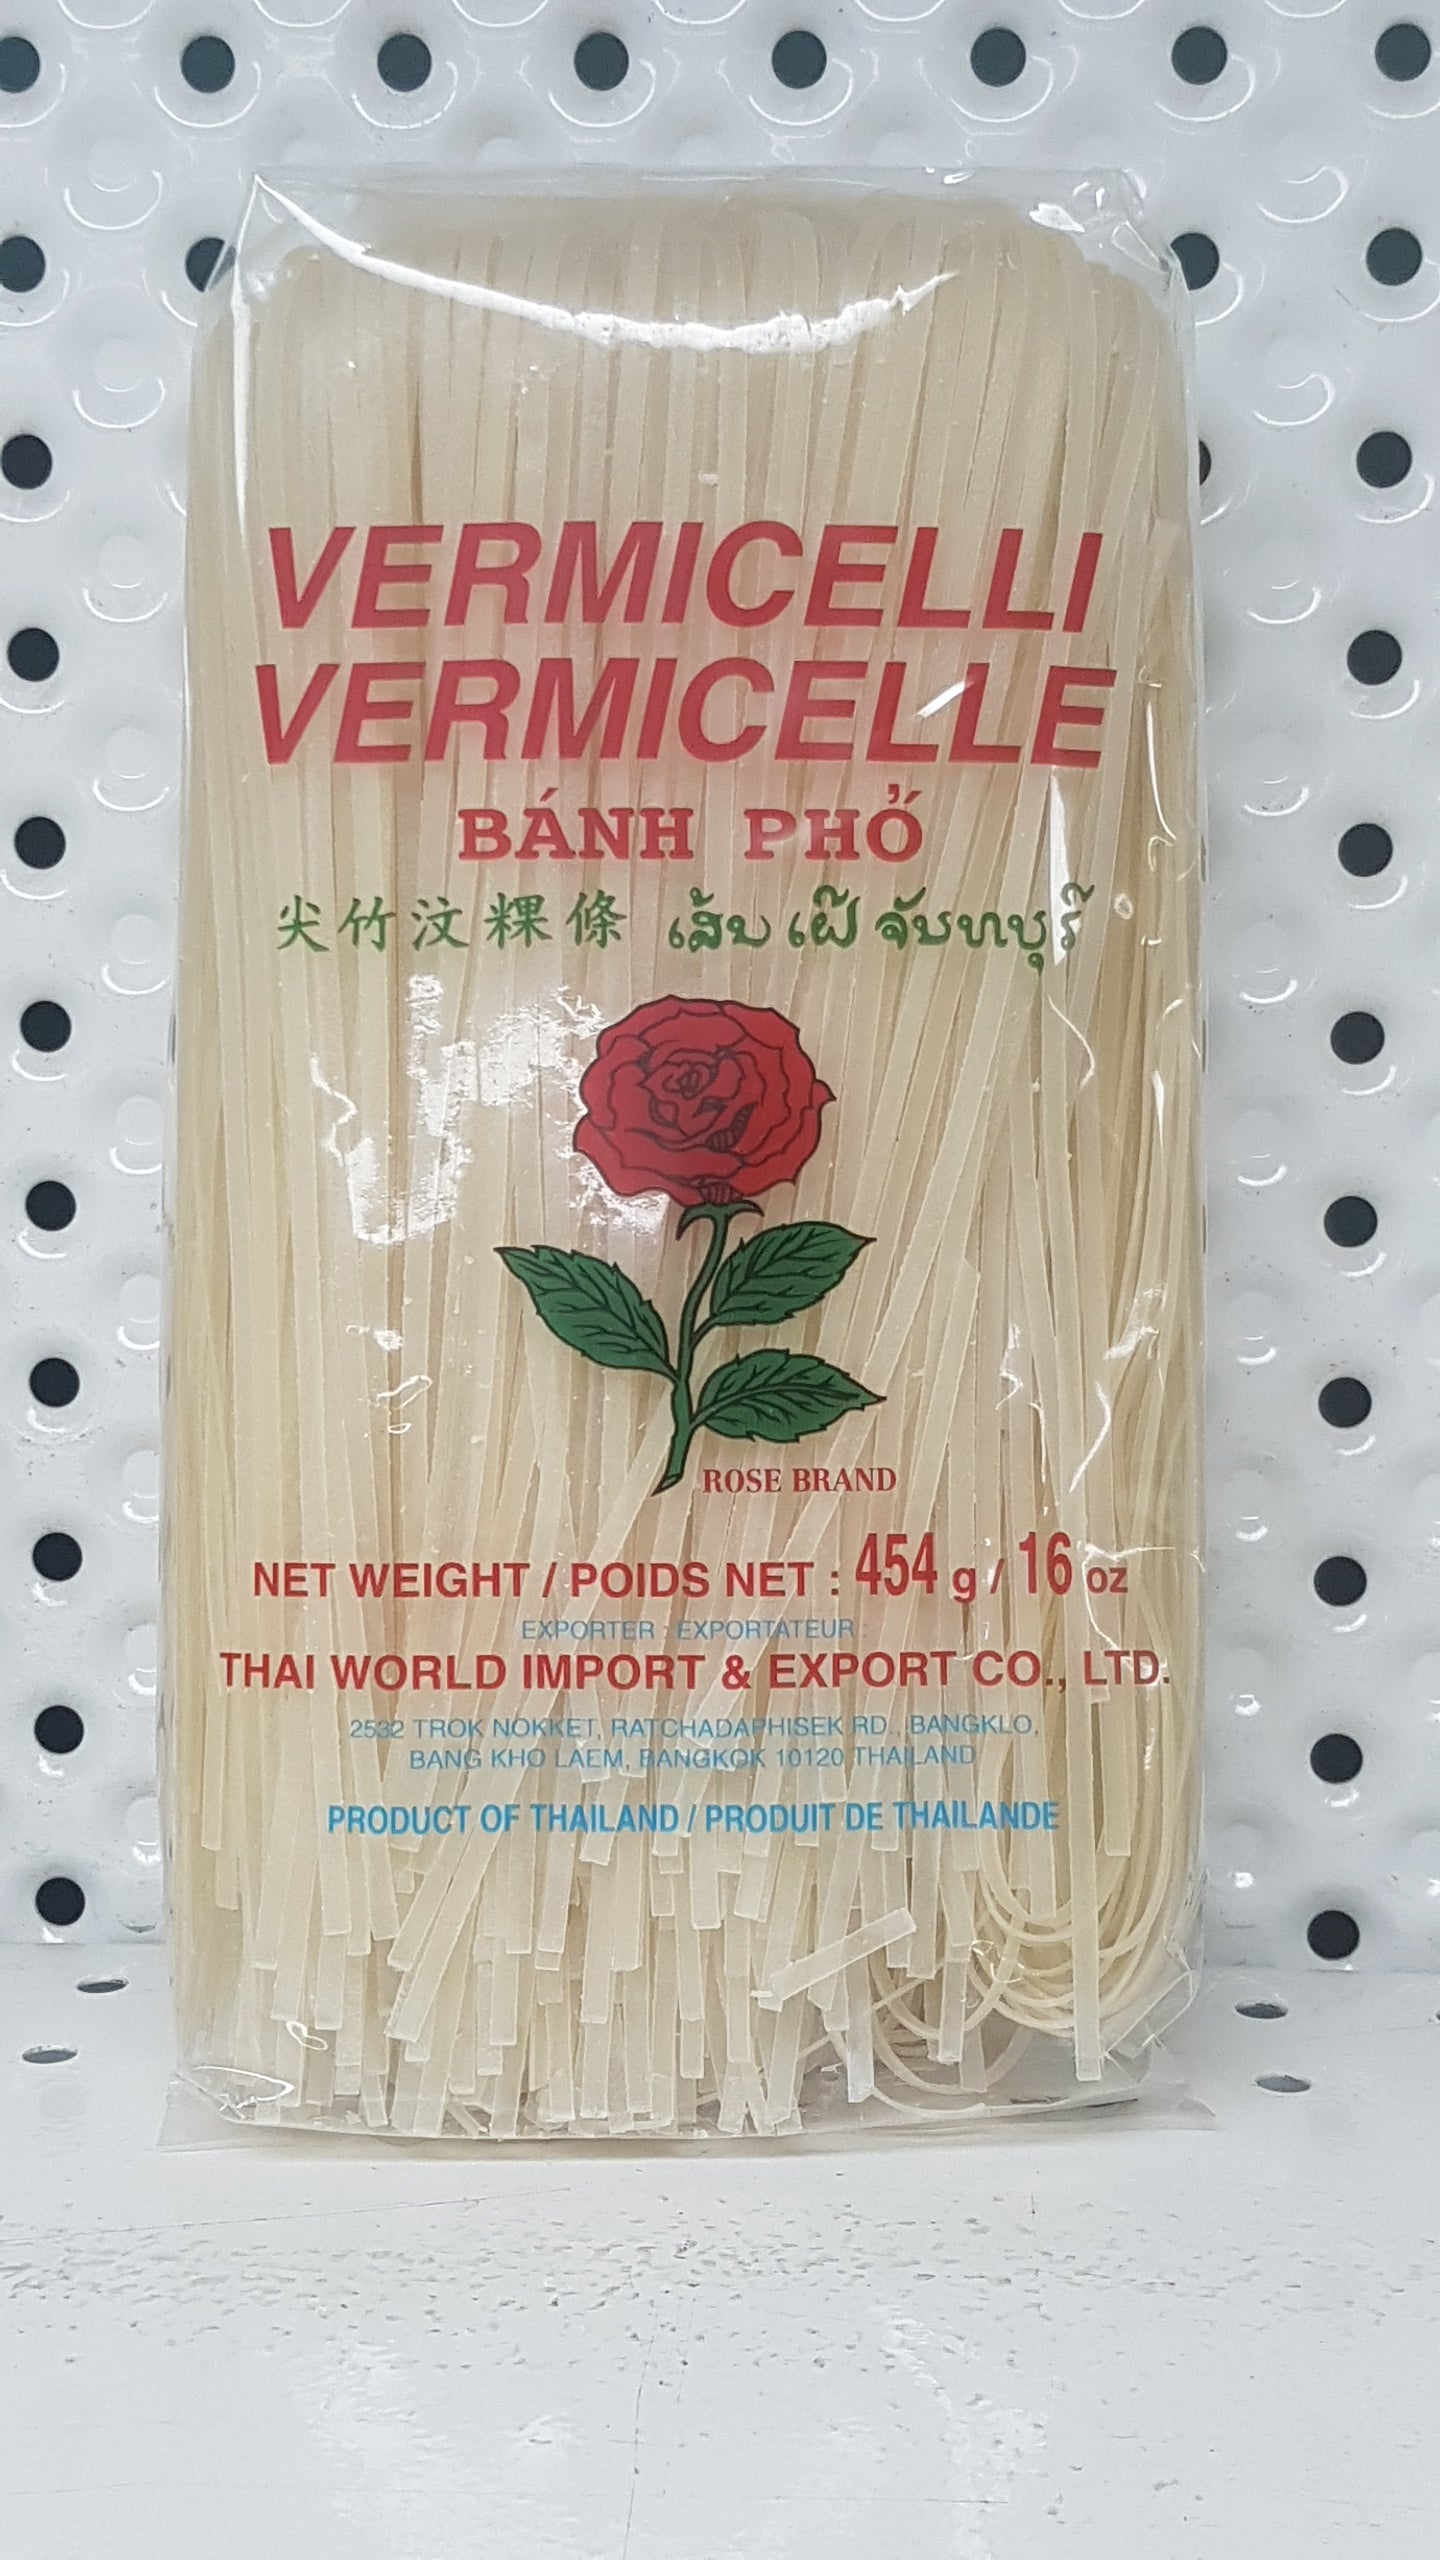 VERMICELLI
VERMICELLE
BÁNH PHỞ
尖竹汶粿條 เส้นเฝ๊จันทบุรี
ROSE BRAND
NET WEIGHT / POIDS NET : 454 g / 16 oz
EXPORTER : EXPORTATEUR :
THAI WORLD IMPORT & EXPORT CO., LTD.
2532 TROK NOKKET, RATCHADAPHISEK RD., BANGKLO,
BANG KHO LAEM, BANGKOK 10120 THAILAND
PRODUCT OF THAILAND / PRODUIT DE THAILANDE